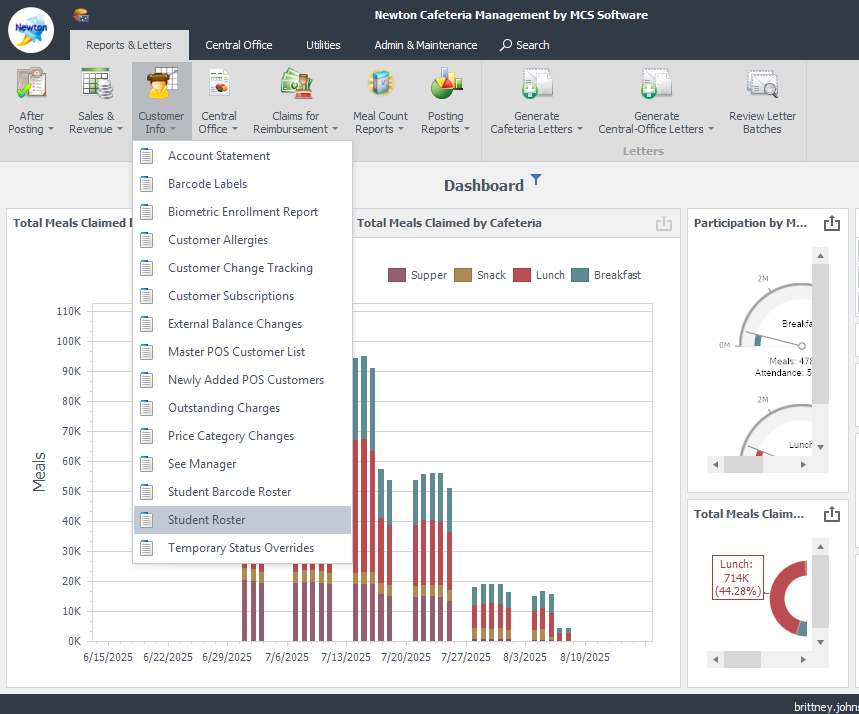 Newton
Newton Cafeteria Management by MCS Software
Reports & Letters
Central Office
Utilities
Admin & Maintenance
Search
After
Posting
Sales &
Revenue
Customer
Info
Central
Office
Claims for
Reimbursement
Meal Count
Reports
Posting
Reports
Generate
Cafeteria Letters
Generate
Central-Office Letters
Review Letter
Batches
Letters
Account Statement
Barcode Labels
Biometric Enrollment Report
Customer Allergies
Customer Change Tracking
Customer Subscriptions
External Balance Changes
Master POS Customer List
Newly Added POS Customers
Outstanding Charges
Price Category Changes
See Manager
Student Barcode Roster
Student Roster
Temporary Status Overrides
Dashboard
Total Meals Claimed
Total Meals Claimed by Cafeteria
Supper
Snack
Lunch
Breakfast
110K
100K
90K
80K
70K
60K
50K
40K
30K
20K
10K
0K
Meals
6/15/2025
6/22/2025
6/29/2025
7/6/2025
7/13/2025
7/20/2025
7/27/2025
8/3/2025
8/10/2025
Participation by M...
2M
Breakfa
0M
Meals: 478
Attendance: 5
2M
Lunch
Total Meals Claim...
Lunch:
714K
(44.28%)
brittney.johns